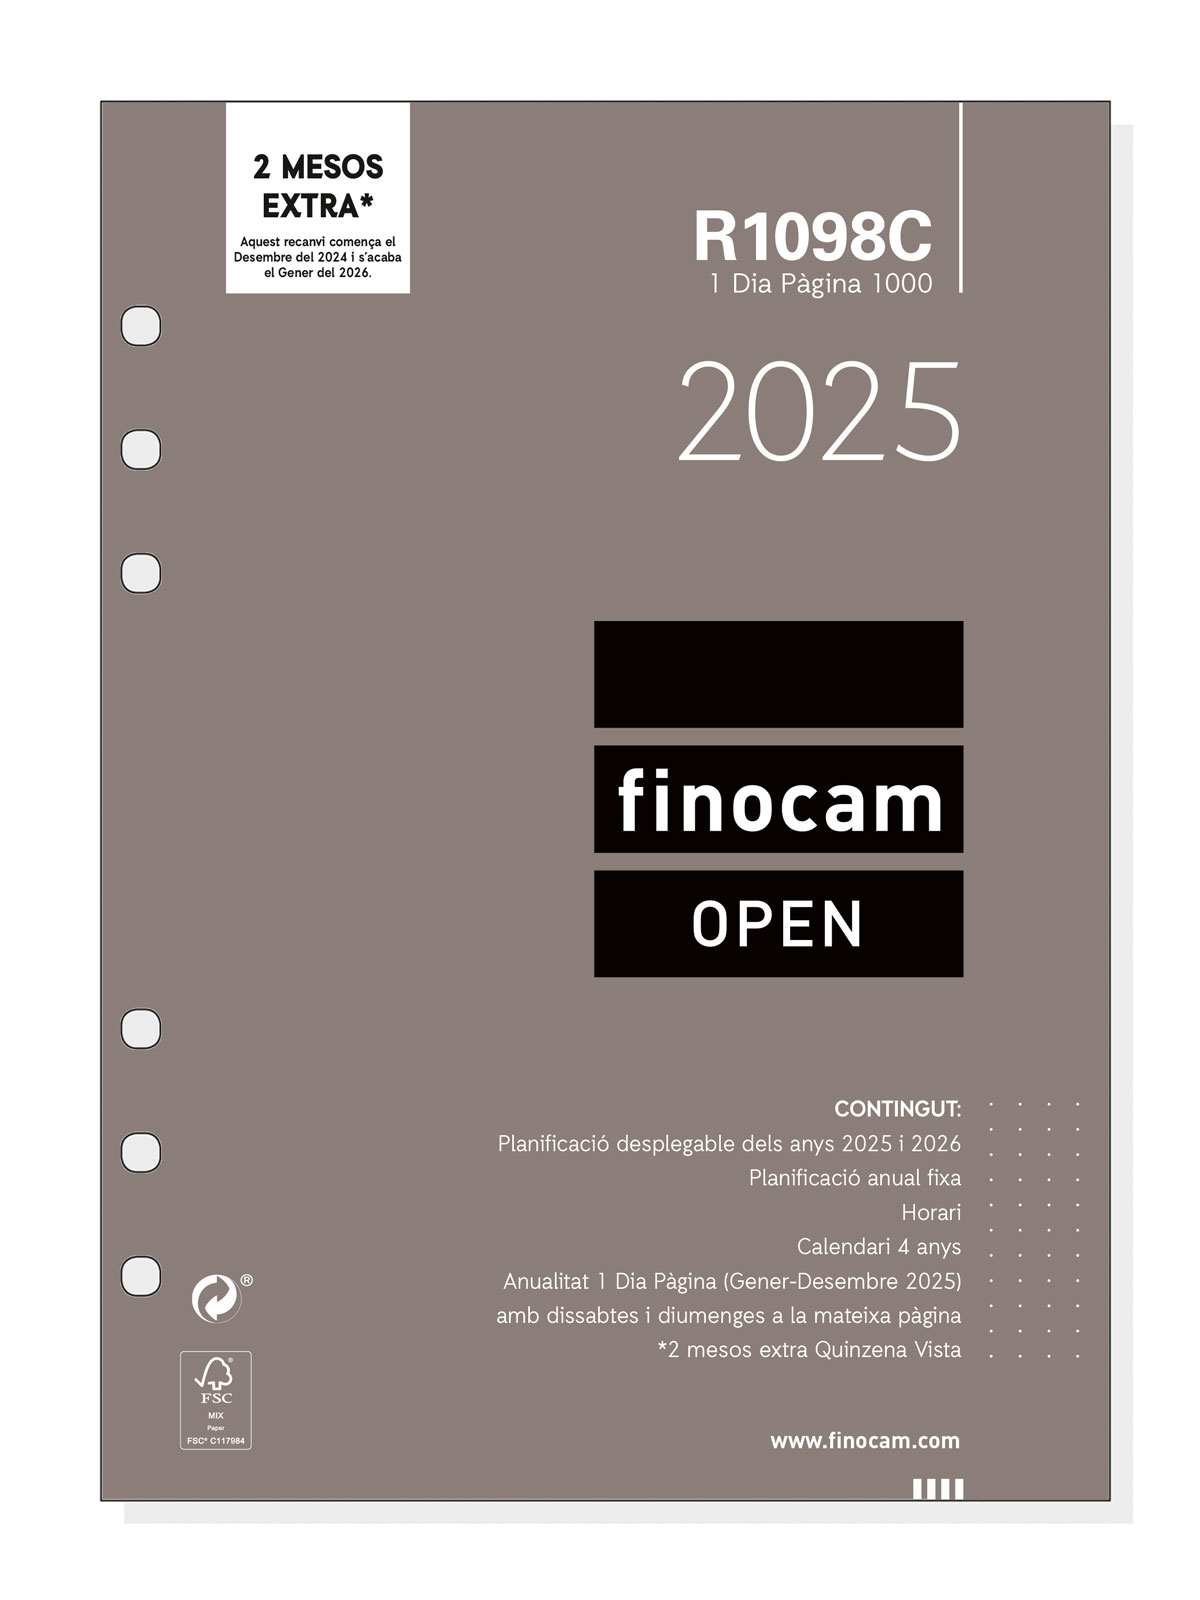 2 MESOS
EXTRA*
Aquest recanvi comença el
Desembre del 2024 i s'acaba
el Gener del 2026.
R1098C
1 Dia Pàgina 1000
2025
finocam
OPEN
CONTINGUT:
Planificació desplegable dels anys 2025 i 2026
Planificació anual fixa
Horari
Calendari 4 anys
Anualitat 1 Dia Pàgina (Gener-Desembre 2025)
amb dissabtes i diumenges a la mateixa pàgina
*2 mesos extra Quinzena Vista
®
®
FSC
MIX
Paper
FSC® C117984
www.finocam.com